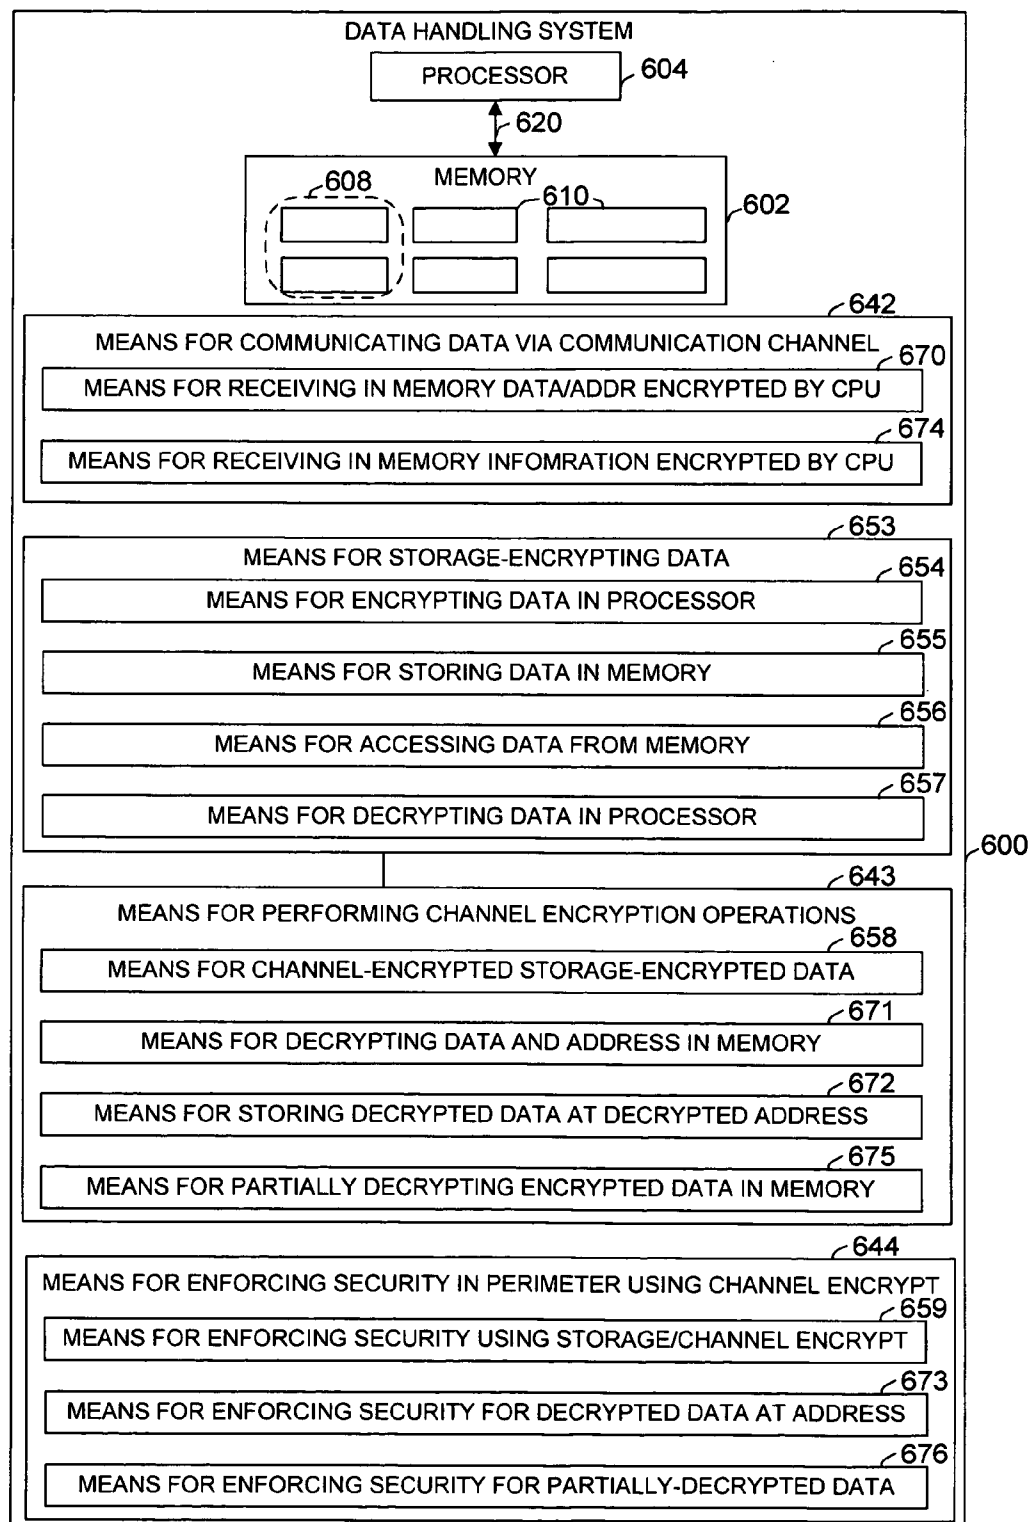 DATA HANDLING SYSTEM
PROCESSOR
604
620
MEMORY
608
610
602
642
MEANS FOR COMMUNICATING DATA VIA COMMUNICATION CHANNEL
670
MEANS FOR RECEIVING IN MEMORY DATA/ADDR ENCRYPTED BY CPU
674
MEANS FOR RECEIVING IN MEMORY INFOMRATION ENCRYPTED BY CPU
653
MEANS FOR STORAGE-ENCRYPTING DATA
654
MEANS FOR ENCRYPTING DATA IN PROCESSOR
655
MEANS FOR STORING DATA IN MEMORY
656
MEANS FOR ACCESSING DATA FROM MEMORY
657
MEANS FOR DECRYPTING DATA IN PROCESSOR
600
643
MEANS FOR PERFORMING CHANNEL ENCRYPTION OPERATIONS
658
MEANS FOR CHANNEL-ENCRYPTED STORAGE-ENCRYPTED DATA
671
MEANS FOR DECRYPTING DATA AND ADDRESS IN MEMORY
672
MEANS FOR STORING DECRYPTED DATA AT DECRYPTED ADDRESS
675
MEANS FOR PARTIALLY DECRYPTING ENCRYPTED DATA IN MEMORY
644
MEANS FOR ENFORCING SECURITY IN PERIMETER USING CHANNEL ENCRYPT
659
MEANS FOR ENFORCING SECURITY USING STORAGE/CHANNEL ENCRYPT
673
MEANS FOR ENFORCING SECURITY FOR DECRYPTED DATA AT ADDRESS
676
MEANS FOR ENFORCING SECURITY FOR PARTIALLY-DECRYPTED DATA